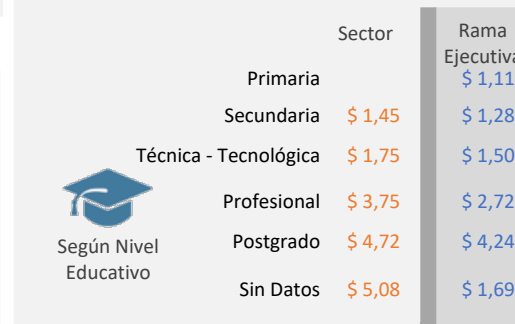 Sector Rama
Ejecutiva
Primaria $ 1,11
Secundaria $ 1,45 $ 1,28
Técnica - Tecnológica $ 1,75 $ 1,50
Profesional $ 3,75 $ 2,72
Postgrado $ 4,72 $ 4,24
Sin Datos $ 5,08 $ 1,69
Según Nivel
Educativo